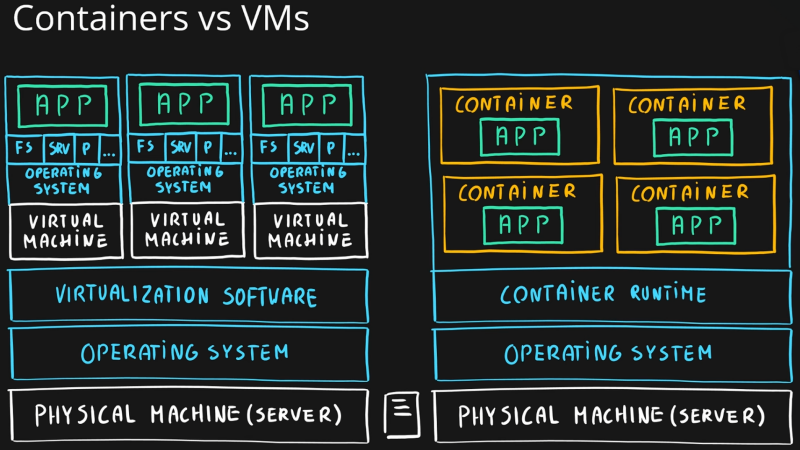 Containers vs VMs
APP
APP
APP
FS SRV P ...
FS SRV P ...
FS SRV P ...
OPERATING
SYSTEM
OPERATING
SYSTEM
OPERATING
SYSTEM
VIRTUAL
MACHINE
VIRTUAL
MACHINE
VIRTUAL
MACHINE
VIRTUALIZATION SOFTWARE
OPERATING SYSTEM
PHYSICAL MACHINE (SERVER)
CONTAINER
APP
CONTAINER
APP
CONTAINER
APP
CONTAINER
APP
CONTAINER RUNTIME
OPERATING SYSTEM
PHYSICAL MACHINE (SERVER)